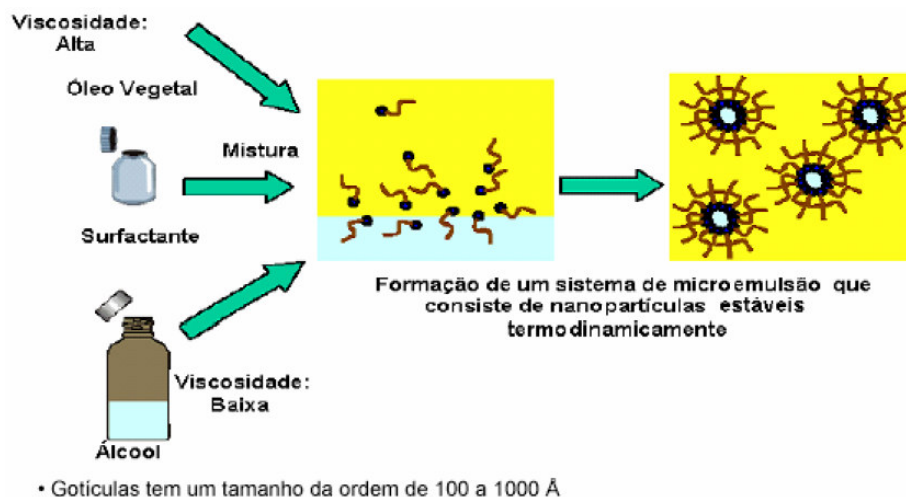 Viscosidade:
Alta
Óleo Vegetal
Mistura
Surfactante
Formação de um sistema de microemulsão que
consiste de nanopartículas estáveis
termodinamicamente
Viscosidade:
Baixa
Álcool
• Gotículas tem um tamanho da ordem de 100 a 1000 Å